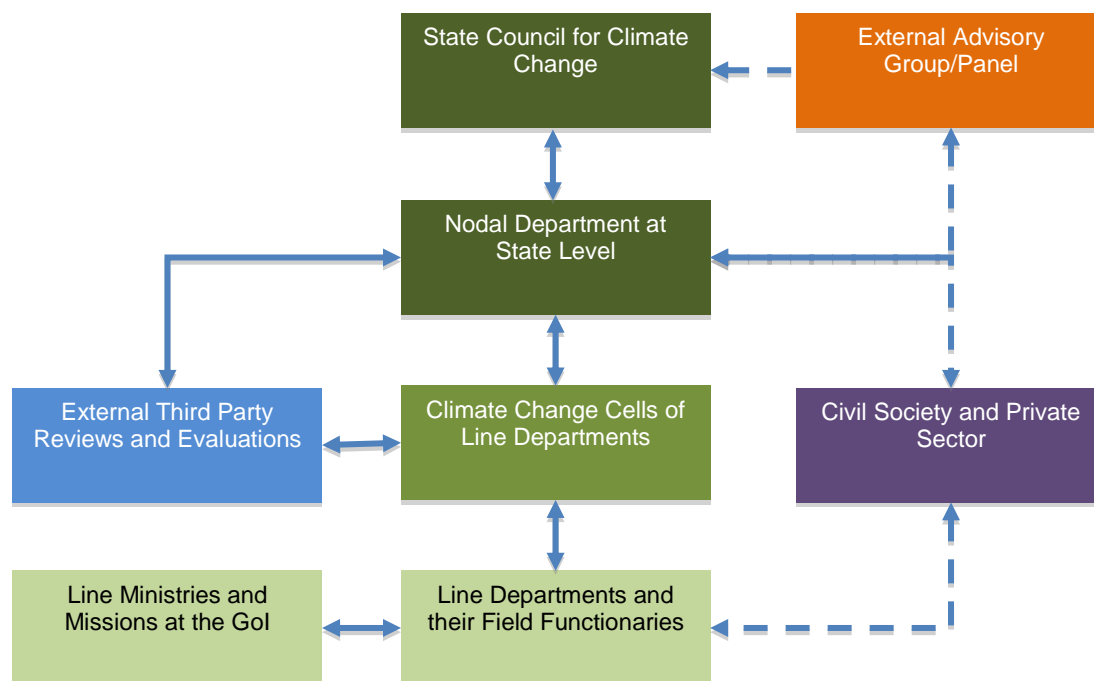 State Council for Climate
Change
External Advisory
Group/Panel
Nodal Department at
State Level
External Third Party
Reviews and Evaluations
Climate Change Cells of
Line Departments
Civil Society and Private
Sector
Line Ministries and
Missions at the GoI
Line Departments and
their Field Functionaries